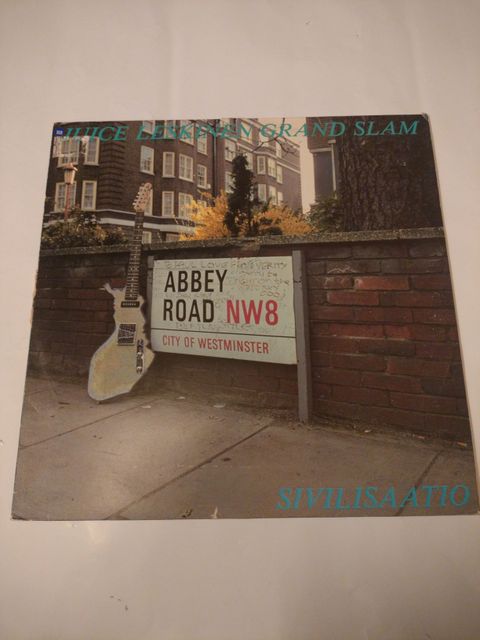 JUICE LESKINEN GRAND SLAM
ABBEY
ROAD NW8
CITY OF WESTMINSTER
SIVILISAATIO